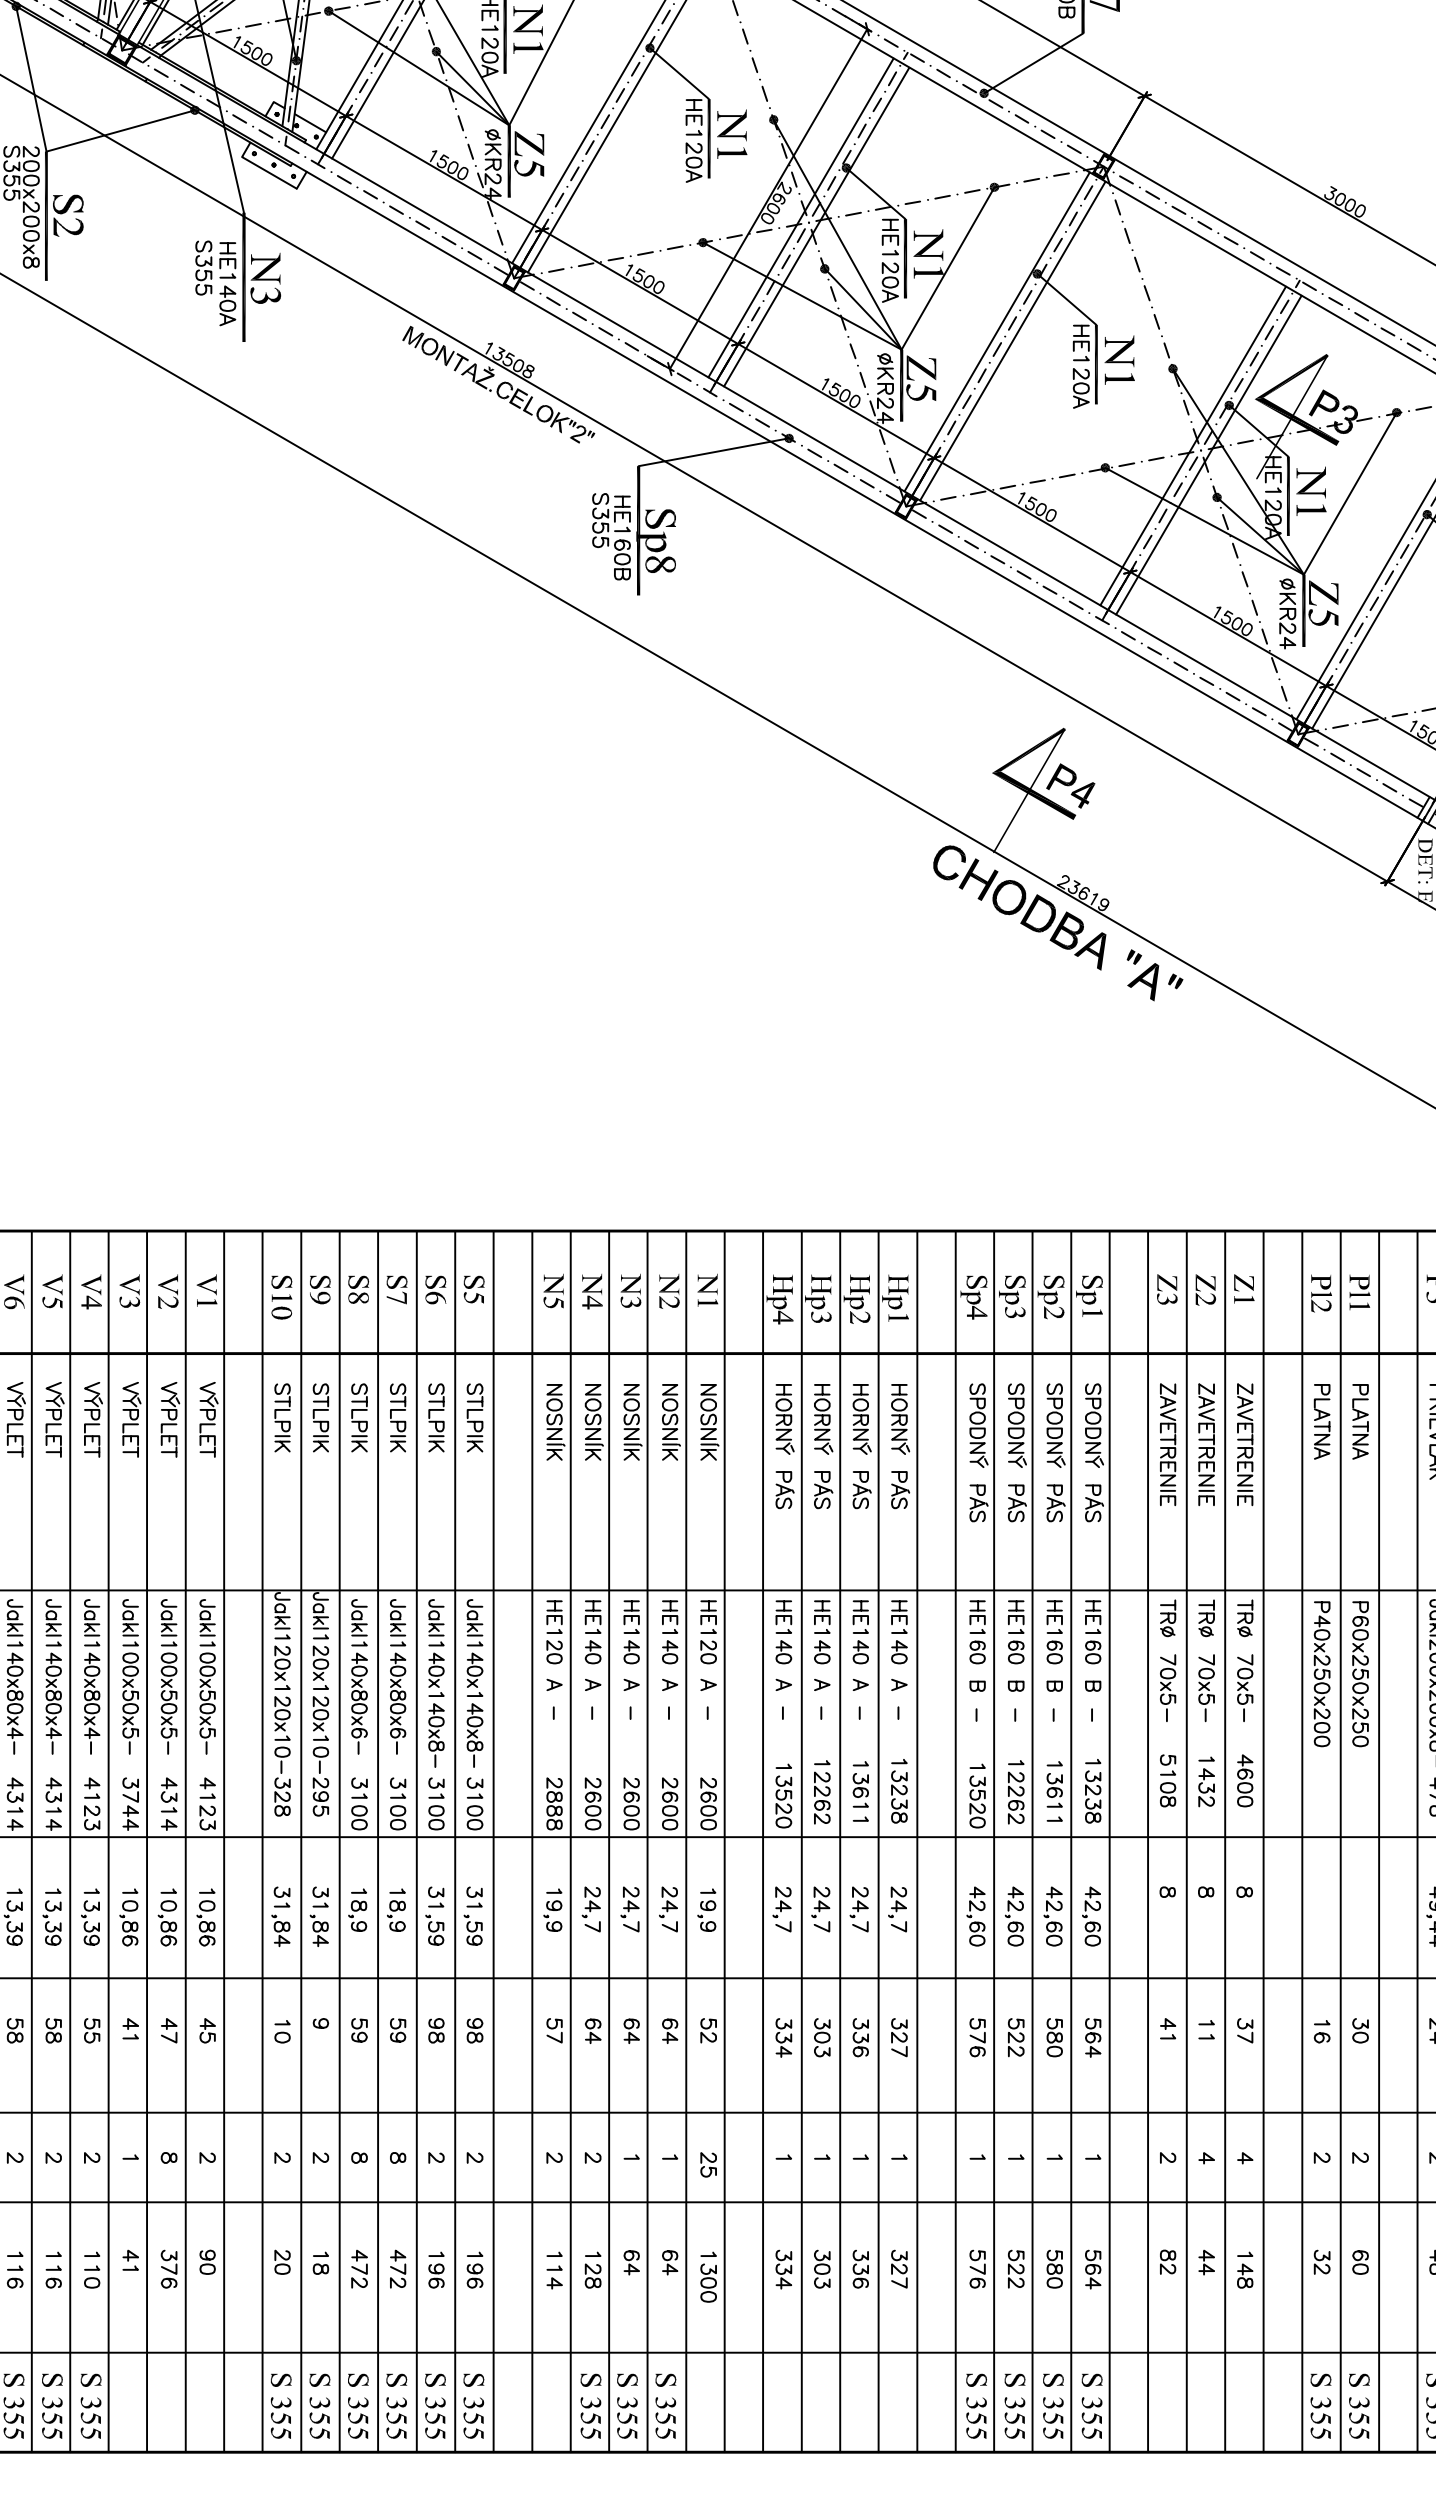 3000
N1
HE120A
Z5
øKR24
N1
HE120A
N1
HE120A
Z5
øKR24
N1
HE120A
P3
N1
HE120A
Z5
øKR24
2600
1500
1500
1500
1500
1500
1500
S2
200x200x8
S355
N3
HE140A
S355
13508
MONTAŽ.CELOK"2"
Sp8
HE160B
S355
P4
23619
CHODBA "A"
DET: E
Pl1 PLATNA P60x250x250 30 2 60 S 355
Pl2 PLATNA P40x250x200 16 2 32 S 355
Z1 ZAVETRENIE TRø 70x5– 4600 8 37 4 148
Z2 ZAVETRENIE TRø 70x5– 1432 8 11 4 44
Z3 ZAVETRENIE TRø 70x5– 5108 8 41 2 82
Sp1 SPODNÝ PÁS HE160 B – 13238 42,60 564 1 564 S 355
Sp2 SPODNÝ PÁS HE160 B – 13611 42,60 580 1 580 S 355
Sp3 SPODNÝ PÁS HE160 B – 12262 42,60 522 1 522 S 355
Sp4 SPODNÝ PÁS HE160 B – 13520 42,60 576 1 576 S 355
Hp1 HORNÝ PÁS HE140 A – 13238 24,7 327 1 327
Hp2 HORNÝ PÁS HE140 A – 13611 24,7 336 1 336
Hp3 HORNÝ PÁS HE140 A – 12262 24,7 303 1 303
Hp4 HORNÝ PÁS HE140 A – 13520 24,7 334 1 334
N1 NOSNÍK HE120 A – 2600 19,9 52 25 1300
N2 NOSNÍK HE140 A – 2600 24,7 64 1 64 S 355
N3 NOSNÍK HE140 A – 2600 24,7 64 1 64 S 355
N4 NOSNÍK HE140 A – 2600 24,7 64 2 128 S 355
N5 NOSNÍK HE120 A – 2888 19,9 57 2 114
S5 STLPIK Jakl140x140x8– 3100 31,59 98 2 196 S 355
S6 STLPIK Jakl140x140x8– 3100 31,59 98 2 196 S 355
S7 STLPIK Jakl140x80x6– 3100 18,9 59 8 472 S 355
S8 STLPIK Jakl140x80x6– 3100 18,9 59 8 472 S 355
S9 STLPIK Jakl120x120x10–295 31,84 9 2 18 S 355
S10 STLPIK Jakl120x120x10–328 31,84 10 2 20 S 355
V1 VÝPLET Jakl100x50x5– 4123 10,86 45 2 90
V2 VÝPLET Jakl100x50x5– 4314 10,86 47 8 376
V3 VÝPLET Jakl100x50x5– 3744 10,86 41 1 41
V4 VÝPLET Jakl140x80x4– 4123 13,39 55 2 110 S 355
V5 VÝPLET Jakl140x80x4– 4314 13,39 58 2 116 S 355
V6 VÝPLET Jakl140x80x4– 4314 13,39 58 2 116 S 355